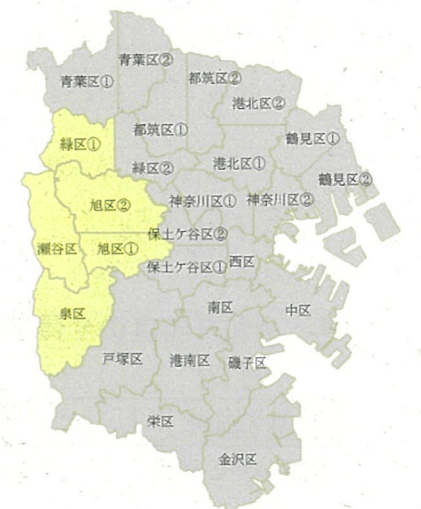 青葉区②
青葉区①
都筑区②
港北区②
都筑区①
鶴見区①
緑区①
緑区②
港北区①
鶴見区②
旭区②
神奈川区①
神奈川区②
保土ケ谷区②
瀬谷区
旭区①
保土ケ谷区①
西区
泉区
南区
中区
戸塚区
港南区
磯子区
栄区
金沢区